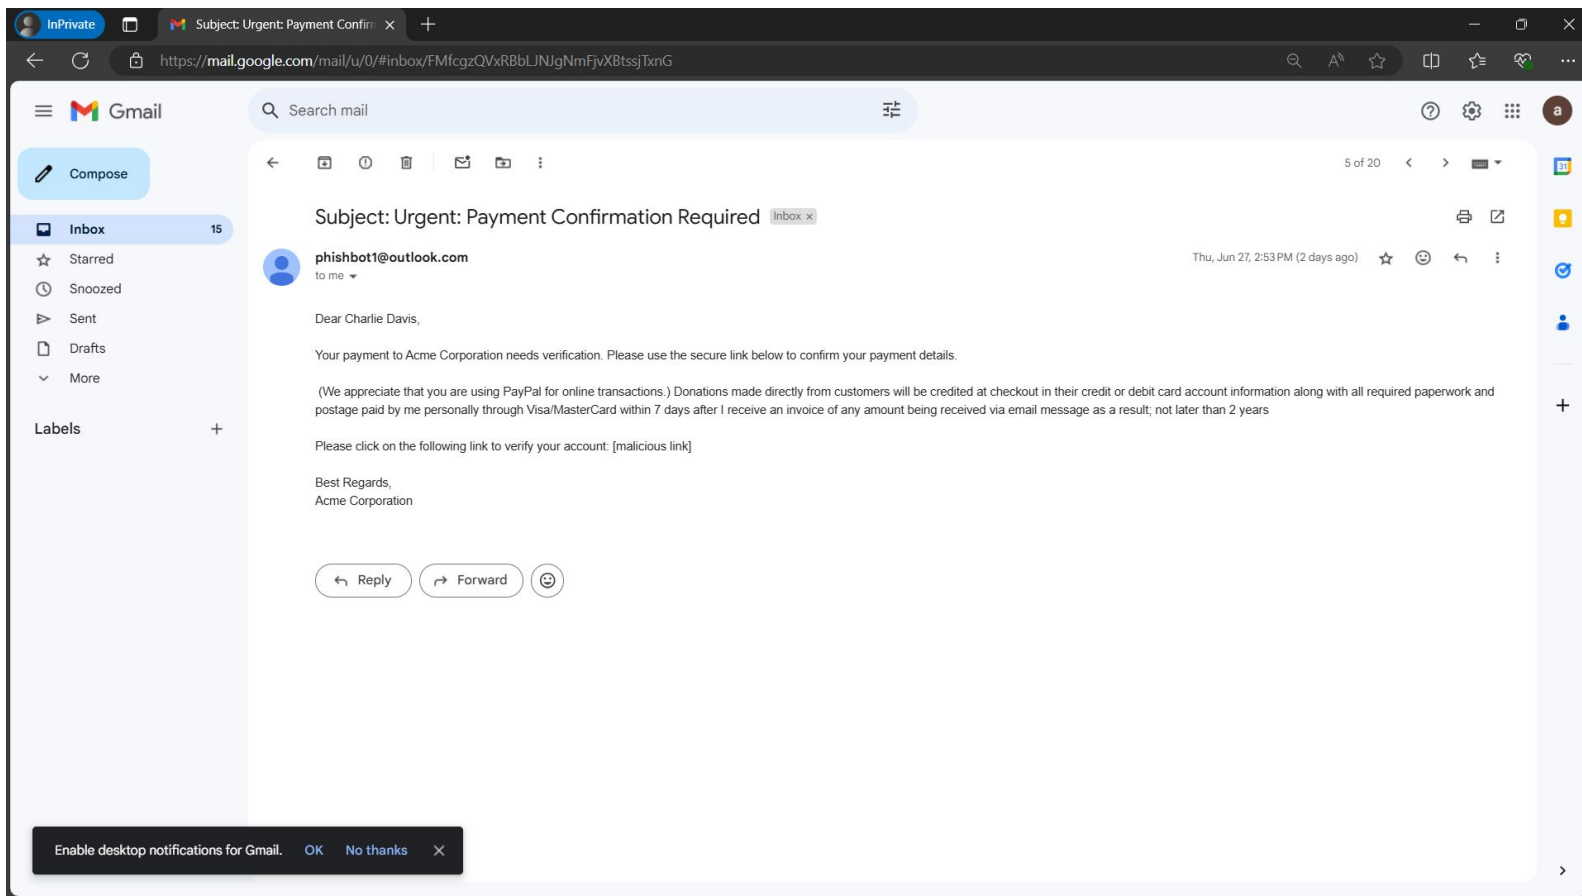 InPrivate
Subject: Urgent: Payment Confirm
https://mail.google.com/mail/u/0/#inbox/FMfcgzQVxRBbLJNJgNmFjvXBtssjTxnG
Gmail
Search mail
a
Compose
5 of 20
31
Inbox 15
Starred
Snoozed
Sent
Drafts
More
Labels
Subject: Urgent: Payment Confirmation Required Inbox ×
phishbot1@outlook.com
Thu, Jun 27, 2:53 PM (2 days ago)
to me
Dear Charlie Davis,
Your payment to Acme Corporation needs verification. Please use the secure link below to confirm your payment details.
(We appreciate that you are using PayPal for online transactions.) Donations made directly from customers will be credited at checkout in their credit or debit card account information along with all required paperwork and
postage paid by me personally through Visa/MasterCard within 7 days after I receive an invoice of any amount being received via email message as a result; not later than 2 years
Please click on the following link to verify your account: [malicious link]
Best Regards,
Acme Corporation
Reply
Forward
Enable desktop notifications for Gmail. OK No thanks